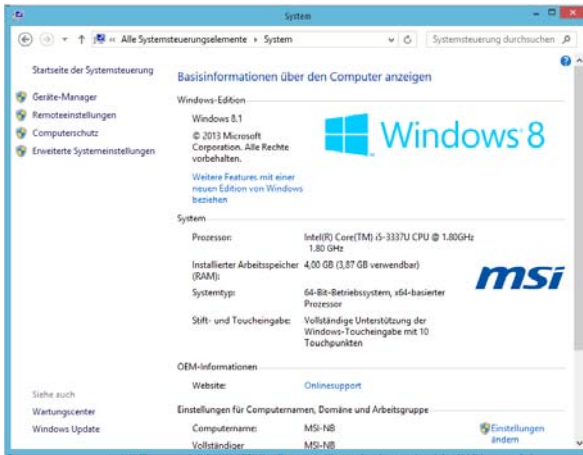 System
Alle Systemsteuerungselemente
System
Systemsteuerung durchsuchen
Startseite der Systemsteuerung
Geräte-Manager
Remoteeinstellungen
Computerschutz
Erweiterte Systemeinstellungen
Siehe auch
Wartungscenter
Windows Update
Basisinformationen über den Computer anzeigen
Windows-Edition
Windows 8.1
© 2013 Microsoft
Corporation. Alle Rechte
vorbehalten.
Weitere Features mit einer
neuen Edition von Windows
beziehen
Windows 8
System
Prozessor: Intel(R) Core(TM) i5-3337U CPU @ 1.80GHz
1.80 GHz
Installierter Arbeitsspeicher 4,00 GB (3,87 GB verwendbar)
(RAM):
Systemtyp: 64-Bit-Betriebssystem, x64-basierter
Prozessor
Stift- und Toucheingabe: Vollständige Unterstützung der
Windows-Toucheingabe mit 10
Touchpunkten
msi
OEM-Informationen
Website: Onlinesupport
Einstellungen für Computernamen, Domäne und Arbeitsgruppe
Computername: MSI-NB
Einstellungen
ändern
Vollständiger MSI-NB